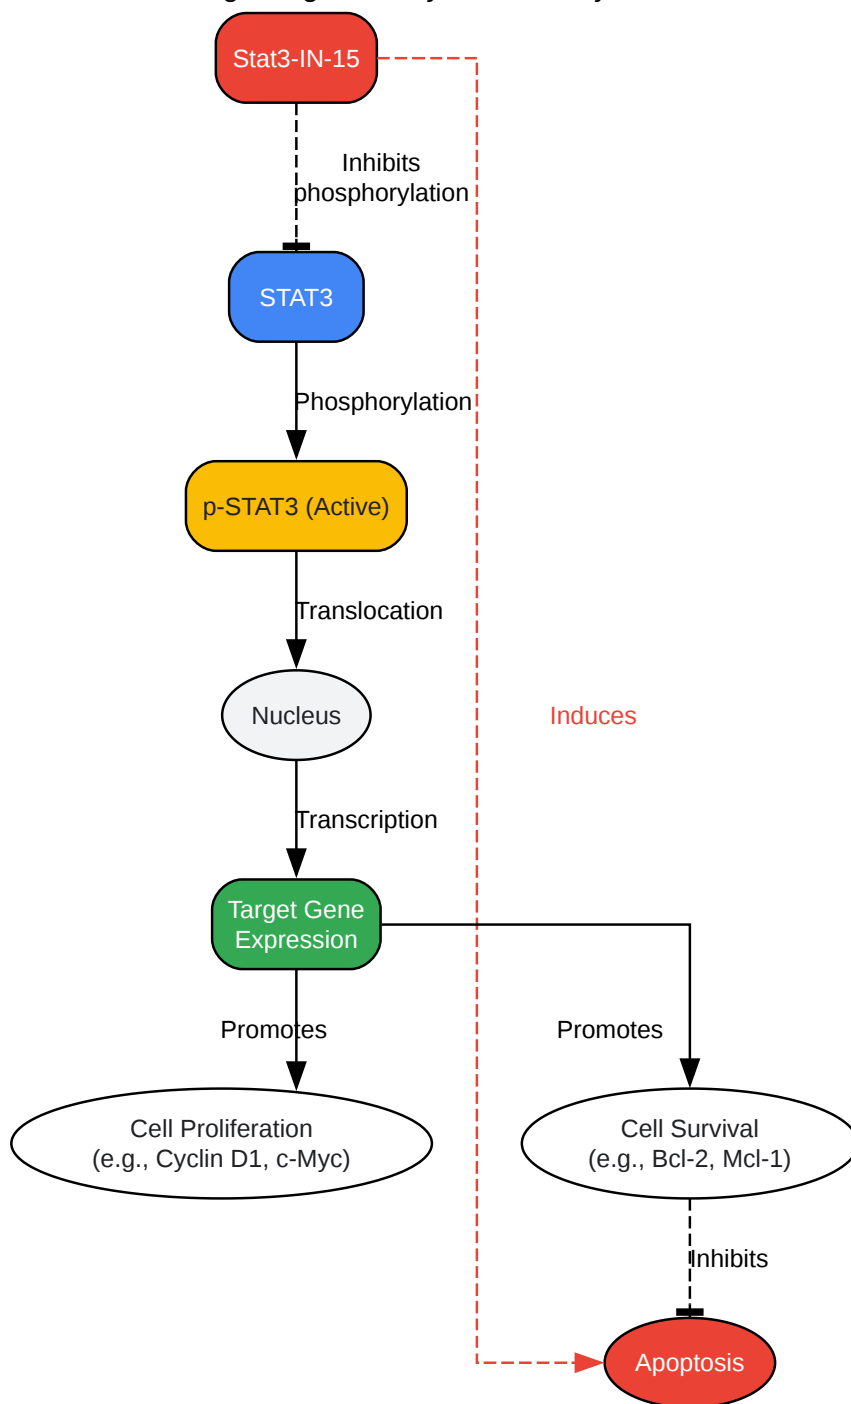 Stat3-IN-15
Inhibits
phosphorylation
STAT3
Phosphorylation
p-STAT3 (Active)
Translocation
Nucleus
Induces
Transcription
Target Gene
Expression
Promotes
Promotes
Cell Proliferation
(e.g., Cyclin D1, c-Myc)
Cell Survival
(e.g., Bcl-2, Mcl-1)
Inhibits
Apoptosis